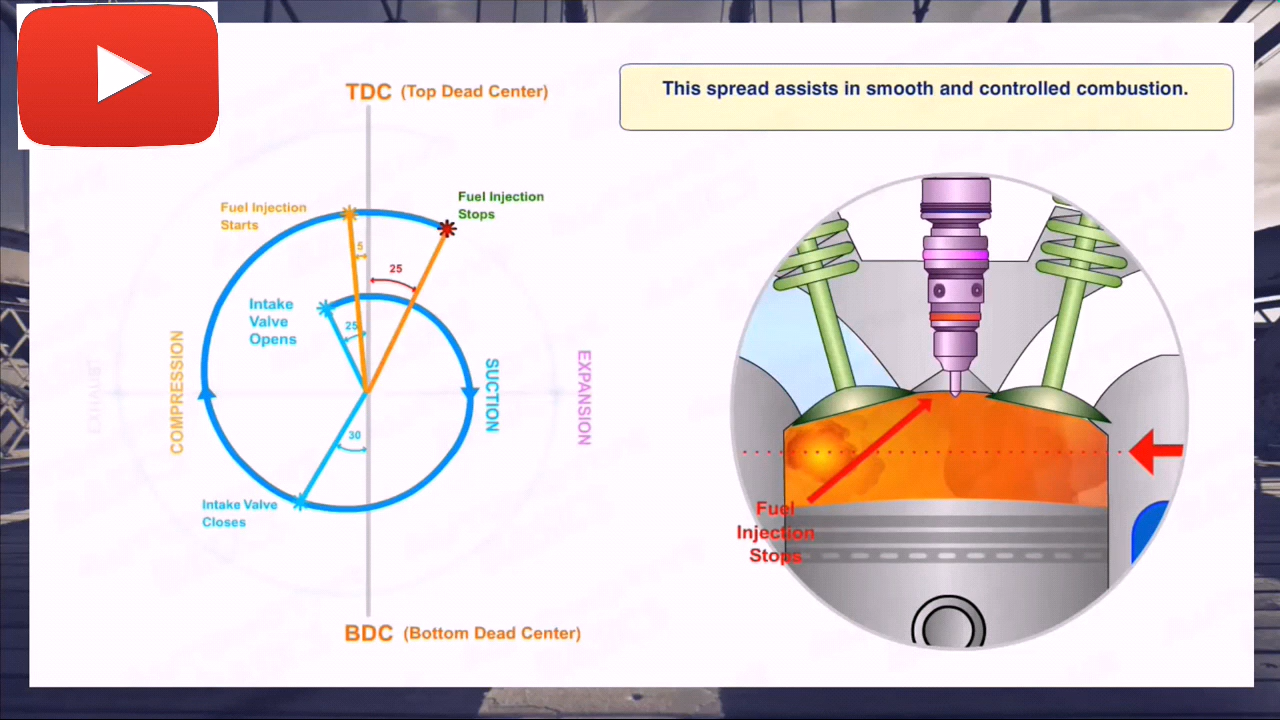 This spread assists in smooth and controlled combustion.
TDC (Top Dead Center)
Fuel Injection
Starts
Fuel Injection
Stops
5
25
Intake
Valve
Opens
25
EXHAUST
COMPRESSION
SUCTION
EXPANSION
30
Intake Valve
Closes
BDC (Bottom Dead Center)
Fuel
Injection
Stops